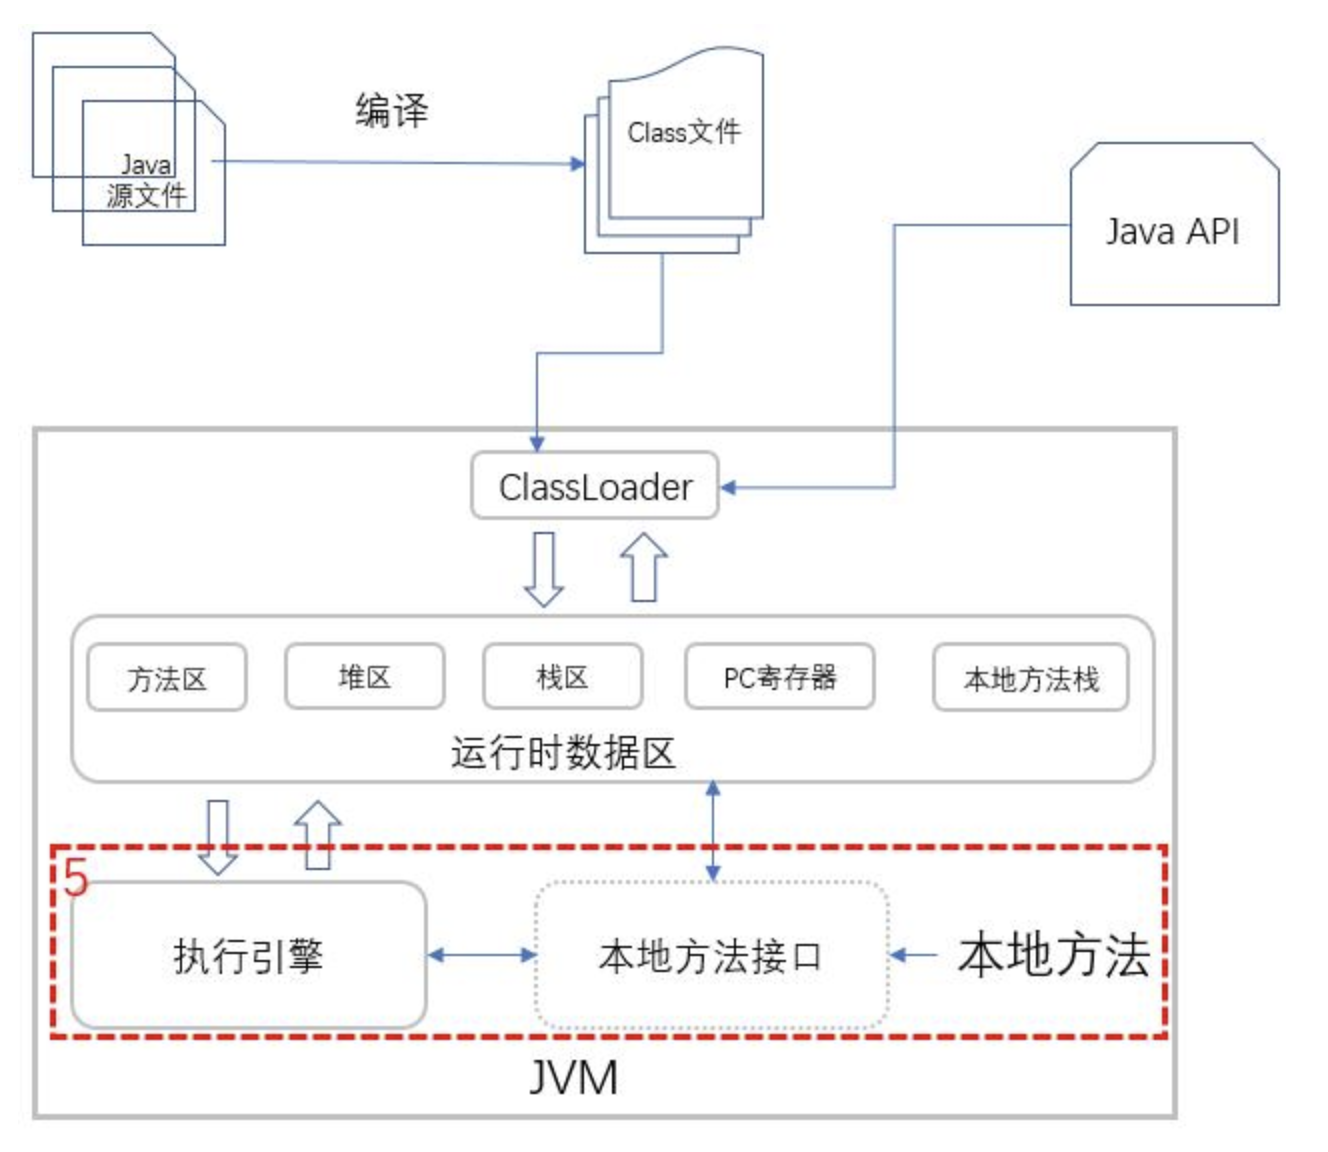 编译
Class文件
Java
源文件
Java API
ClassLoader
方法区
堆区
栈区
PC寄存器
本地方法栈
运行时数据区
5
执行引擎
本地方法接口
本地方法
JVM